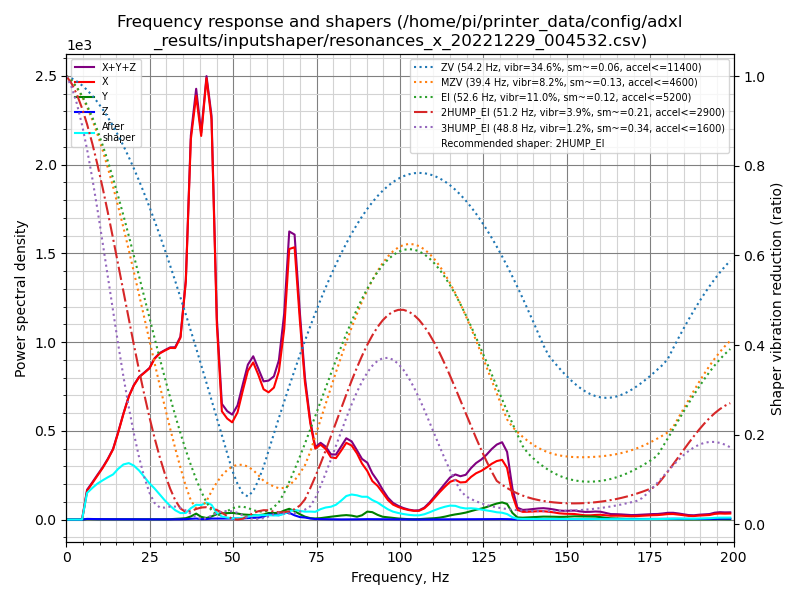 Frequency response and shapers (/home/pi/printer_data/config/adxl
_results/inputshaper/resonances_x_20221229_004532.csv)
1e3
X+Y+Z
X
Y
Z
After
shaper
ZV (54.2 Hz, vibr=34.6%, sm~=0.06, accel<=11400)
MZV (39.4 Hz, vibr=8.2%, sm~=0.13, accel<=4600)
EI (52.6 Hz, vibr=11.0%, sm~=0.12, accel<=5200)
2HUMP_EI (51.2 Hz, vibr=3.9%, sm~=0.21, accel<=2900)
3HUMP_EI (48.8 Hz, vibr=1.2%, sm~=0.34, accel<=1600)
Recommended shaper: 2HUMP_EI
2.5
2.0
1.5
1.0
0.5
0.0
Power spectral density
1.0
0.8
0.6
0.4
0.2
0.0
Shaper vibration reduction (ratio)
0 25 50 75 100 125 150 175 200
Frequency, Hz